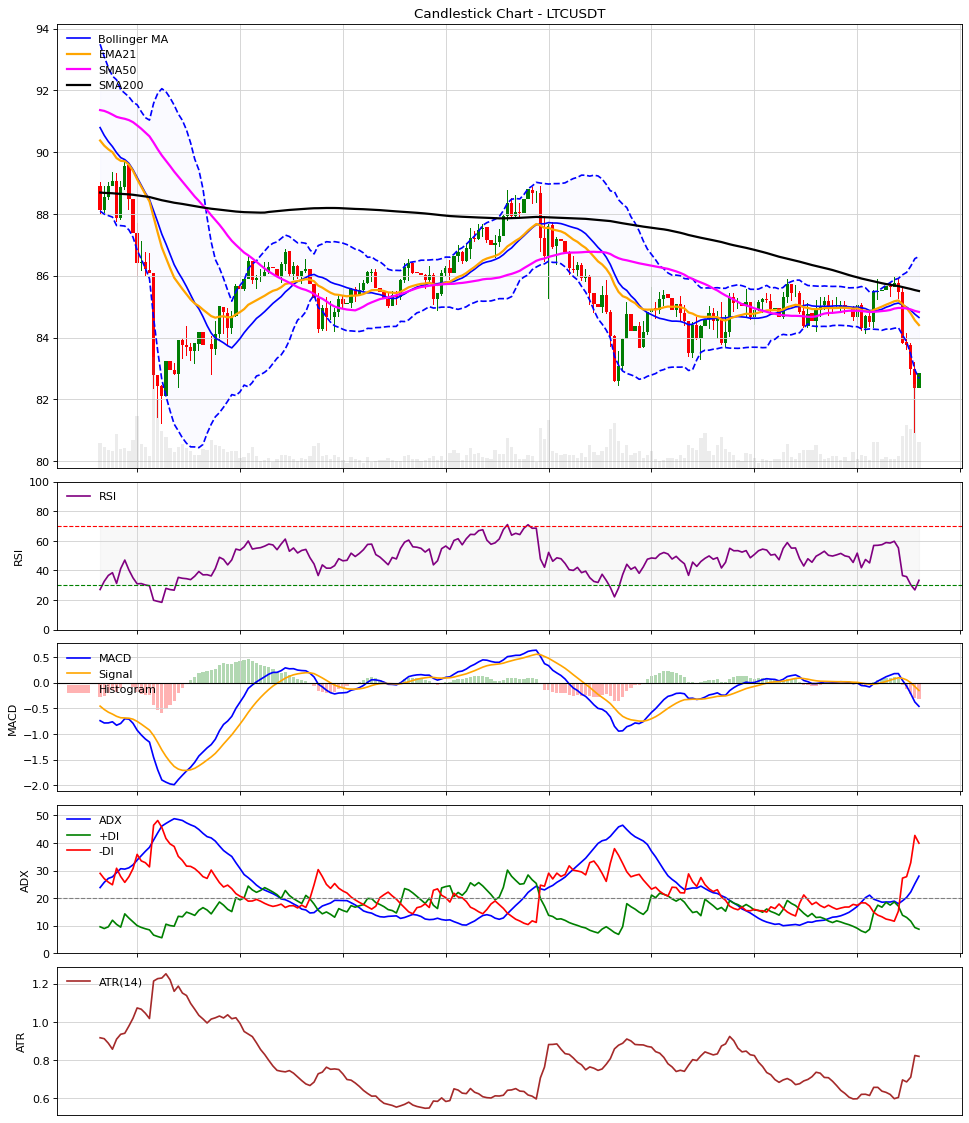 Candlestick Chart - LTCUSDT
94
92
90
88
86
84
82
80
Bollinger MA
EMA21
SMA50
SMA200
100
80
60
40
20
0
RSI
RSI
0.5
0.0
−0.5
−1.0
−1.5
−2.0
MACD
MACD
Signal
Histogram
50
40
30
20
10
0
ADX
ADX
+DI
-DI
1.2
1.0
0.8
0.6
ATR
ATR(14)